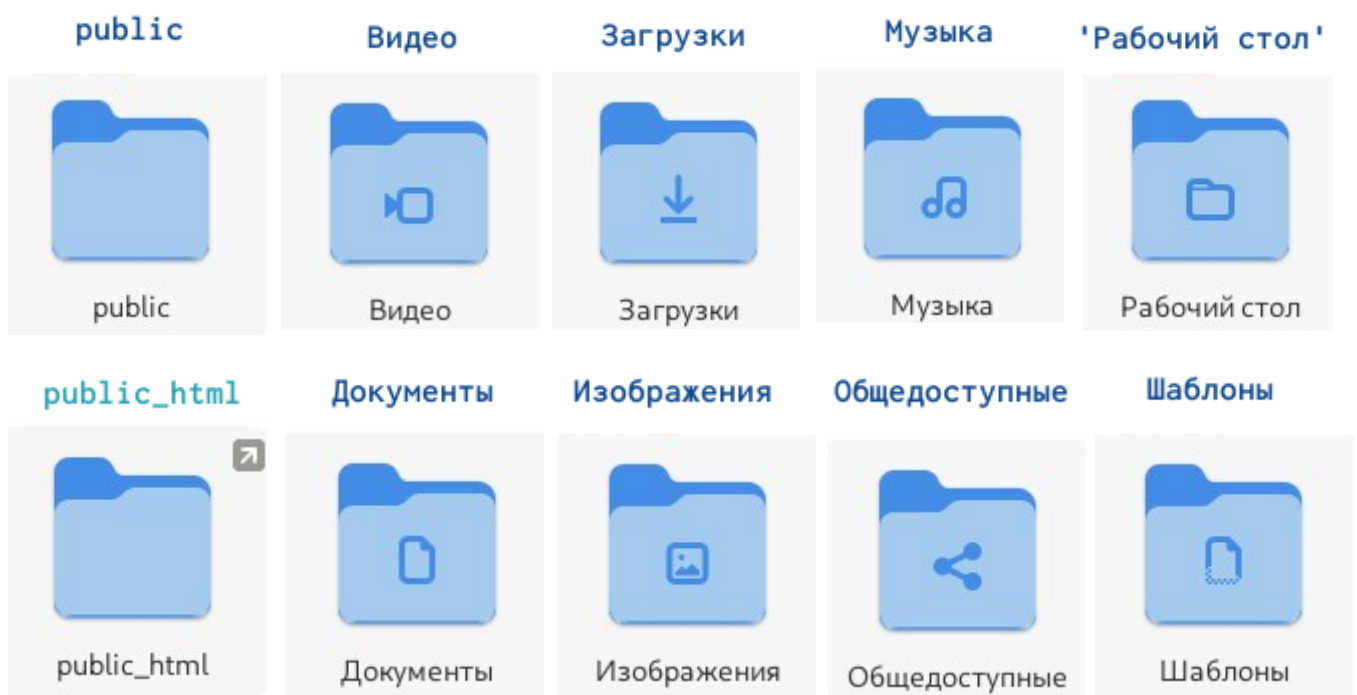 public Видео Загрузки Музыка 'Рабочий стол'
public Видео Загрузки Музыка Рабочий стол
public_html Документы Изображения Общедоступные Шаблоны
public_html Документы Изображения Общедоступные Шаблоны